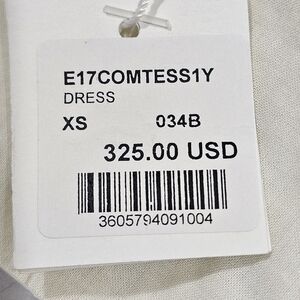 E17COMTESS1Y
DRESS
XS 034B
325.00 USD
3605794091004